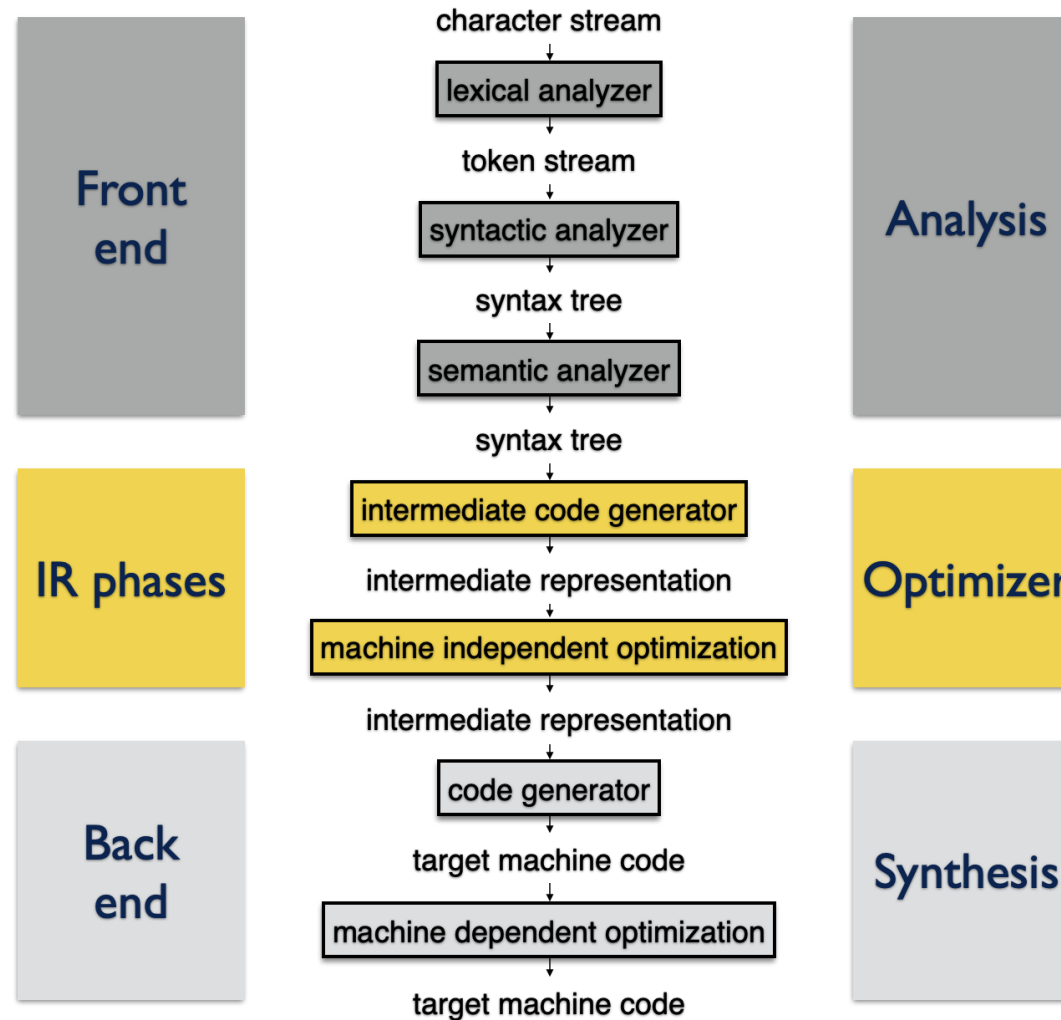 character stream
lexical analyzer
token stream
Front
end
syntactic analyzer
Analysis
syntax tree
semantic analyzer
syntax tree
intermediate code generator
IR phases
intermediate representation
Optimizer
machine independent optimization
intermediate representation
code generator
Back
end
target machine code
Synthesis
machine dependent optimization
target machine code